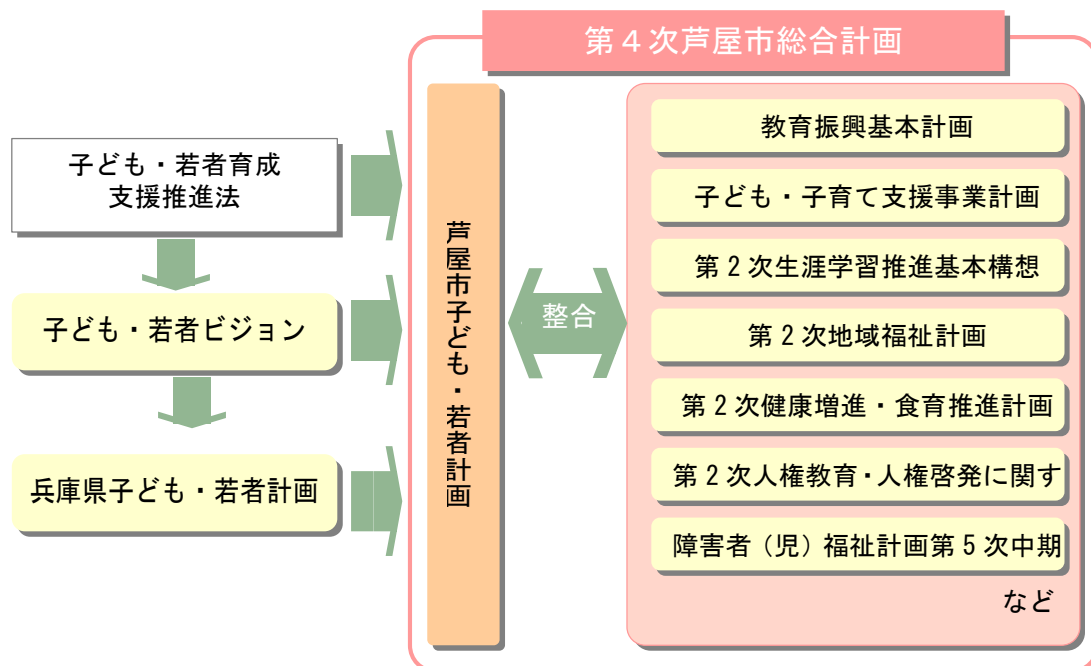 第４次芦屋市総合計画
子ども・若者育成
支援推進法
子ども・若者ビジョン
兵庫県子ども・若者計画
芦屋市子ども・若者計画
整合
教育振興基本計画
子ども・子育て支援事業計画
第２次生涯学習推進基本構想
第２次地域福祉計画
第２次健康増進・食育推進計画
第２次人権教育・人権啓発に関す
障害者（児）福祉計画第５次中期
など